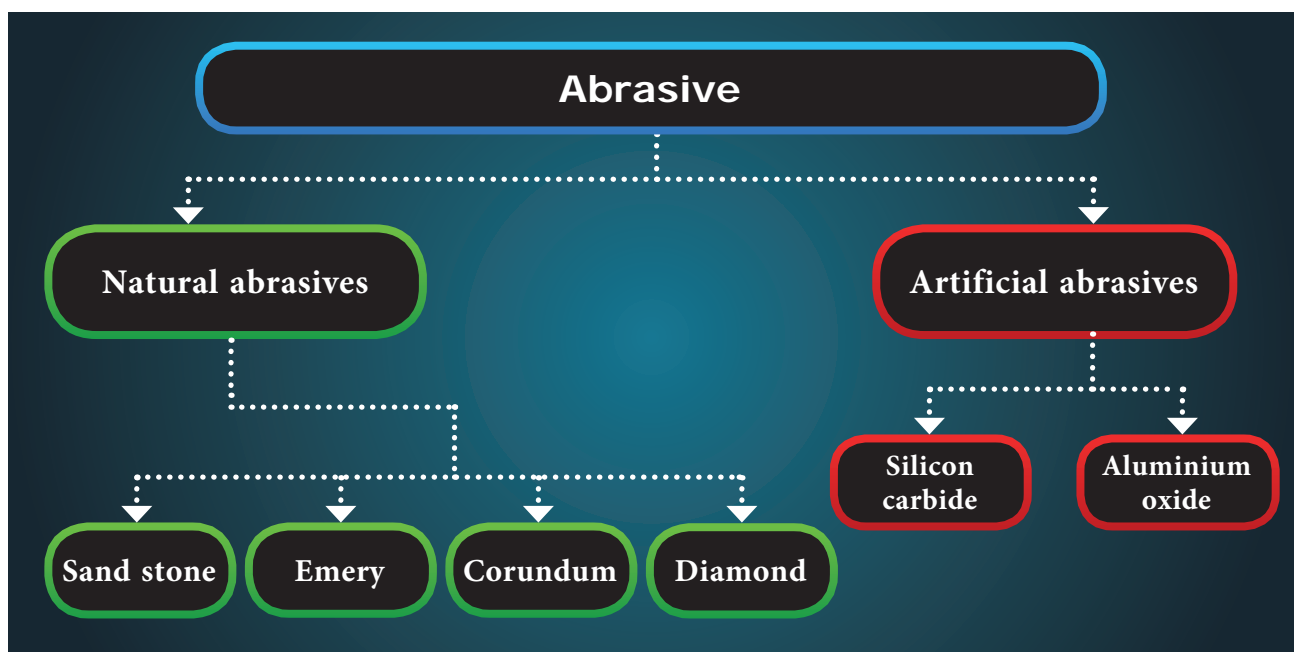 Abrasive
Natural abrasives
Artificial abrasives
Silicon
carbide
Aluminium
oxide
Sand stone
Emery
Corundum
Diamond